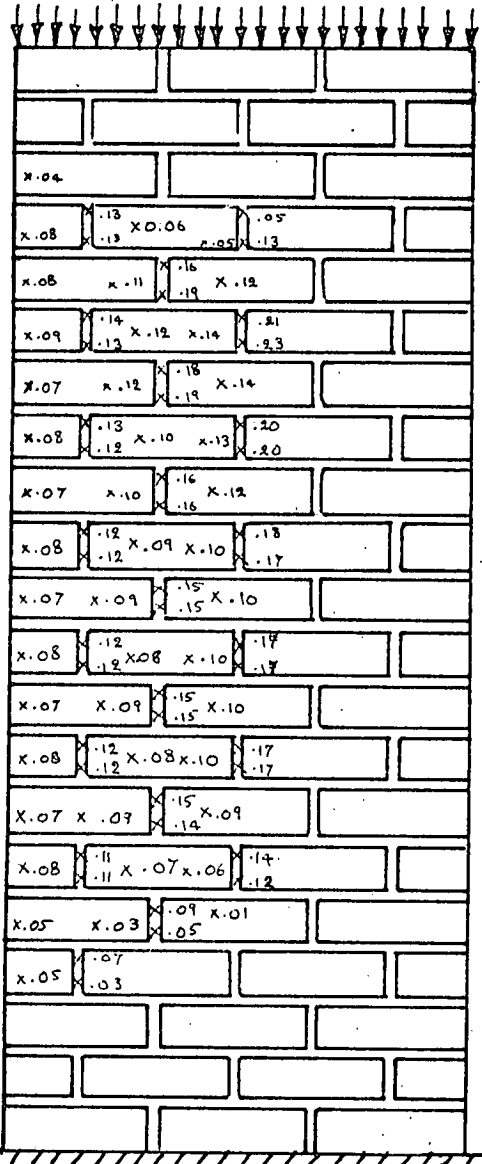 x.04
.13 x0.06 .05
x.08 .13 x.05 .13
.16
x.08 x.11 .19 x.12
.14 .21
x.09 .13 x.12 x.14 .23
.18
x.07 x.12 .19 x.14
.13 .20
x.08 .12 x.10 x.13 .20
.16
x.07 x.10 .16 x.12
.12 .18
x.08 .12 x.09 x.10 .17
.15
x.07 x.09 .15 x.10
.12 .17
x.08 .12 x.08 x.10 .17
.15
x.07 x.09 .15 x.10
.12 .17
x.08 .12 x.08 x.10 .17
.15
x.07 x.09 .14 x.09
.11 .14
x.08 .11 x.07 x.06 .12
.09 x.01
x.05 x.03 .05
.07
x.05 .03